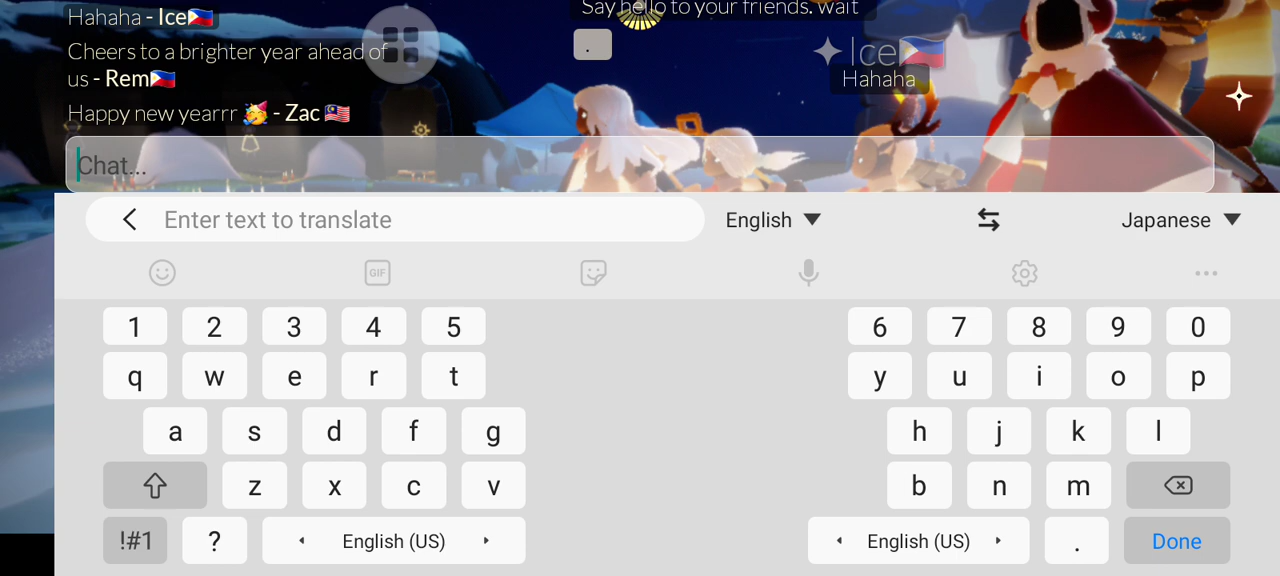 Hahaha - Ice🇵🇭
Cheers to a brighter year ahead of
us - Rem🇵🇭
Happy new yearrr 🥳 - Zac 🇲🇾
Say hello to your friends. wait
.
Ice🇵🇭
Hahaha
Chat...
Enter text to translate
English
Japanese
GIF
1 2 3 4 5 6 7 8 9 0
q w e r t y u i o p
a s d f g h j k l
z x c v b n m
!#1 ? English (US) English (US) . Done